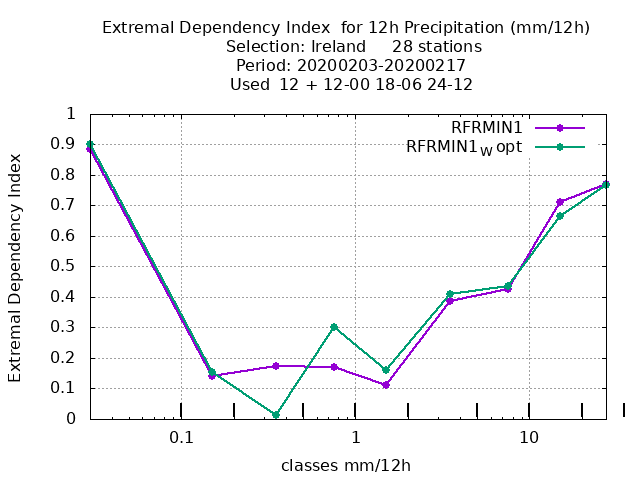 Extremal Dependency Index  for 12h Precipitation (mm/12h)
Selection: Ireland     28 stations
Period: 20200203-20200217
Used  12 + 12-00 18-06 24-12
RFRMIN1
RFRMIN1W opt
1
0.9
0.8
0.7
0.6
0.5
0.4
0.3
0.2
0.1
0
Extremal Dependency Index
0.1 1 10
classes mm/12h